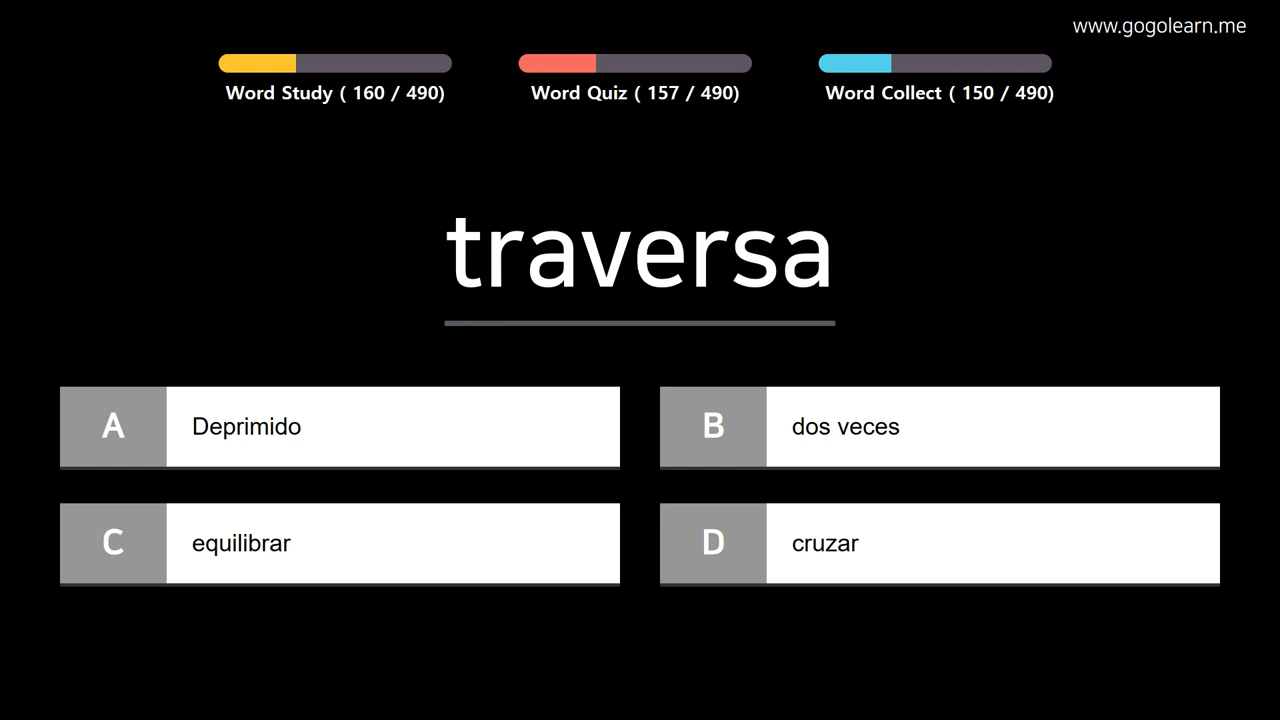 www.gogolearn.me
Word Study ( 160 / 490)
Word Quiz ( 157 / 490)
Word Collect ( 150 / 490)
traversa
A
Deprimido
B
dos veces
C
equilibrar
D
cruzar